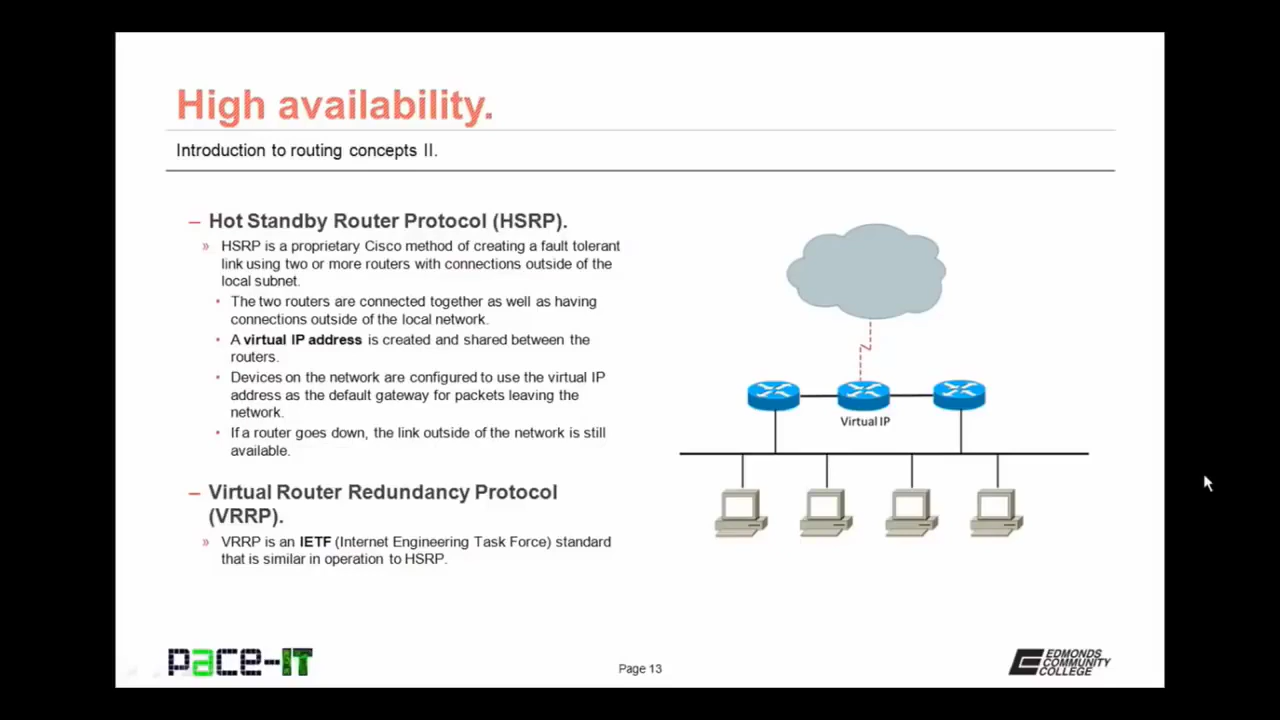 High availability.
Introduction to routing concepts II.
– Hot Standby Router Protocol (HSRP).
» HSRP is a proprietary Cisco method of creating a fault tolerant
link using two or more routers with connections outside of the
local subnet.
• The two routers are connected together as well as having
connections outside of the local network.
• A virtual IP address is created and shared between the
routers.
• Devices on the network are configured to use the virtual IP
address as the default gateway for packets leaving the
network.
• If a router goes down, the link outside of the network is still
available.
– Virtual Router Redundancy Protocol
(VRRP).
» VRRP is an IETF (Internet Engineering Task Force) standard
that is similar in operation to HSRP.
Virtual IP
pace-IT
Page 13
EDMONDS
COMMUNITY
COLLEGE